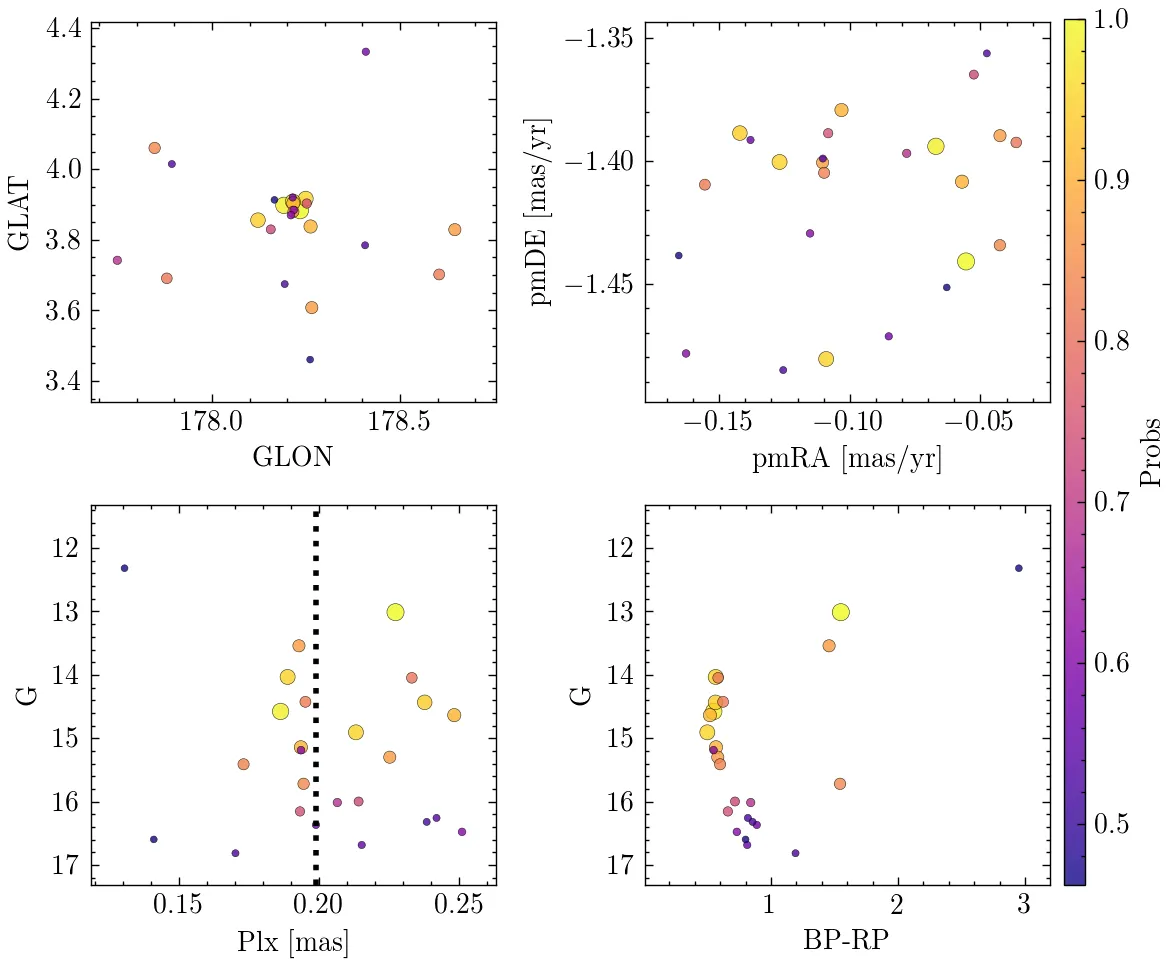 4.4
4.2
4.0
3.8
3.6
3.4
GLAT
178.0 178.5
GLON
−1.35
−1.40
−1.45
pmDE [mas/yr]
−0.15 −0.10 −0.05
pmRA [mas/yr]
1.0
0.9
0.8
0.7
0.6
0.5
Probs
12
13
14
15
16
17
G
0.15 0.20 0.25
Plx [mas]
12
13
14
15
16
17
G
1 2 3
BP-RP